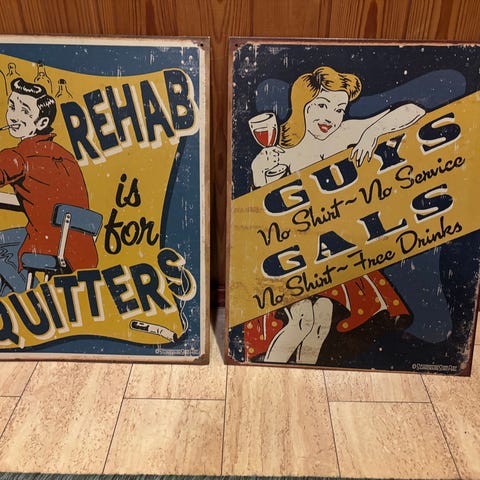 REHAB
is
for
QUITTERS
GUYS
No Shirt~No Service
GALS
No Shirt~Free Drinks